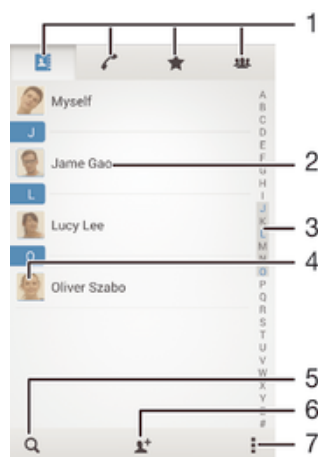 1
Myself
J
Jame Gao
2
L
Lucy Lee
O
Oliver Szabo
4
A
B
C
D
E
F
G
H
I
J
K
L
M
N
O
P
Q
R
S
T
U
V
W
X
Y
Z
#
3
5
6
7